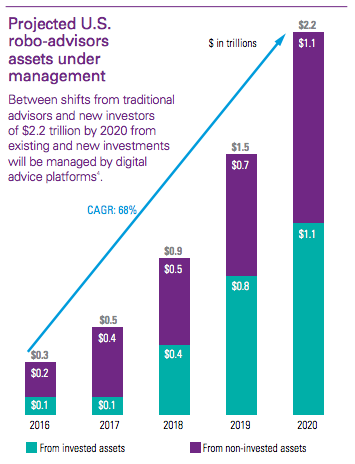 Projected U.S.
robo-advisors
assets under
management
Between shifts from traditional
advisors and new investors
of $2.2 trillion by 2020 from
existing and new investments
will be managed by digital
advice platforms⁴.
$ in trillions
CAGR: 68%
$0.3
$0.2
$0.1
$0.5
$0.4
$0.1
$0.9
$0.5
$0.4
$1.5
$0.7
$0.8
$2.2
$1.1
$1.1
2016 2017 2018 2019 2020
From invested assets From non-invested assets